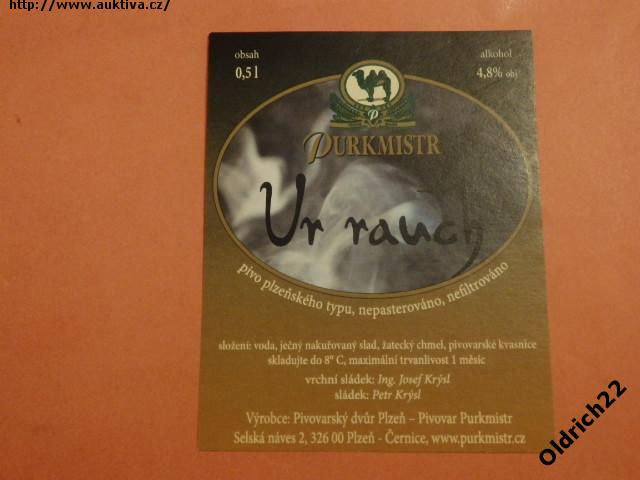 http://www.auktiva.cz/
obsah
0,5 l
alkohol
4,8% obj
P
PURKMISTR
Ur rauch
pivo plzeňského typu, nepasterováno, nefiltrováno
složení: voda, ječný nakuřovaný slad, žatecký chmel, pivovarské kvasnice
skladujte do 8° C, maximální trvanlivost 1 měsíc
vrchní sládek: Ing. Josef Krýsl
sládek: Petr Krýsl
Výrobce: Pivovarský dvůr Plzeň – Pivovar Purkmistr
Selská náves 2, 326 00 Plzeň - Černice, www.purkmistr.cz
Oldrich22